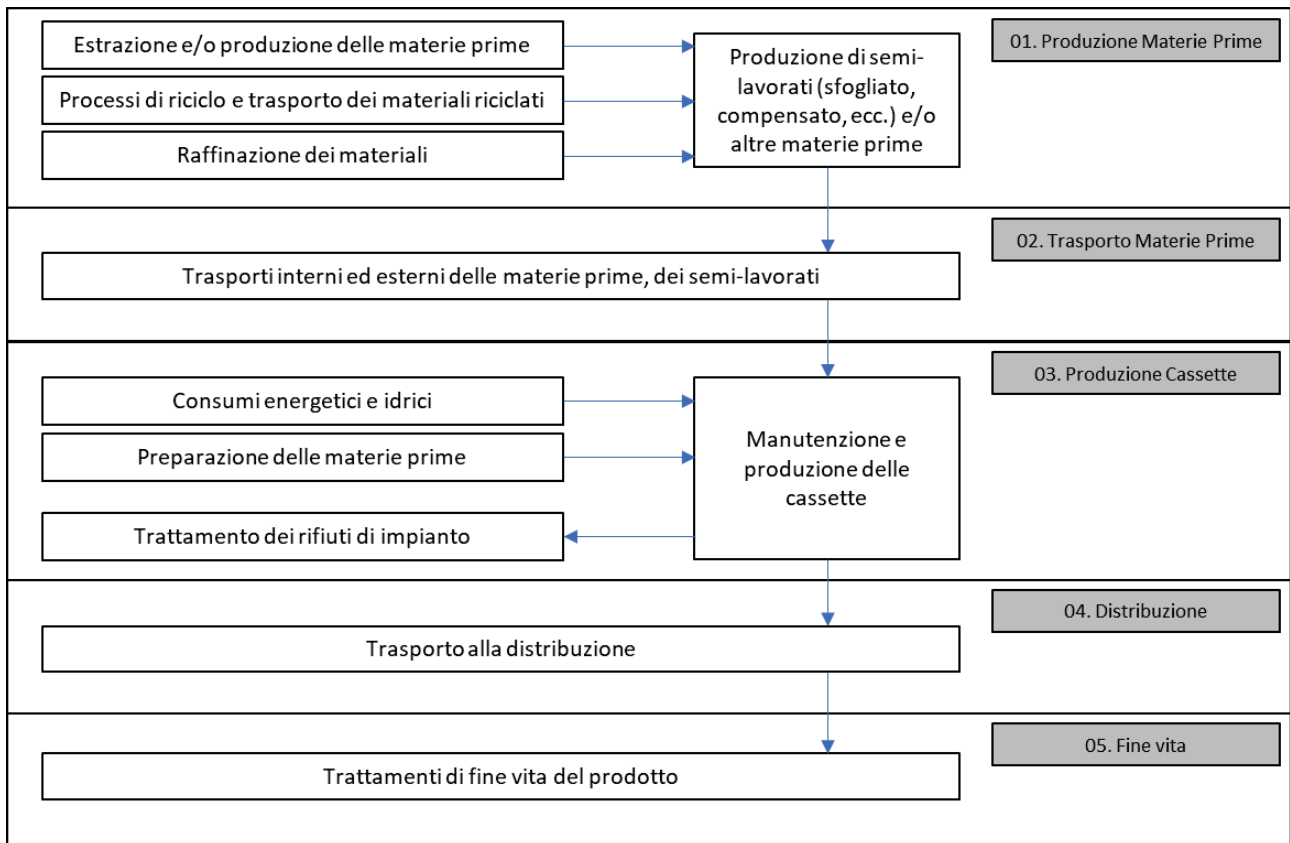 Estrazione e/o produzione delle materie prime
Processi di riciclo e trasporto dei materiali riciclati
Raffinazione dei materiali
Produzione di semi-
lavorati (sfogliato,
compensato, ecc.) e/o
altre materie prime
01. Produzione Materie Prime
02. Trasporto Materie Prime
Trasporti interni ed esterni delle materie prime, dei semi-lavorati
03. Produzione Cassette
Consumi energetici e idrici
Preparazione delle materie prime
Trattamento dei rifiuti di impianto
Manutenzione e
produzione delle
cassette
04. Distribuzione
Trasporto alla distribuzione
05. Fine vita
Trattamenti di fine vita del prodotto